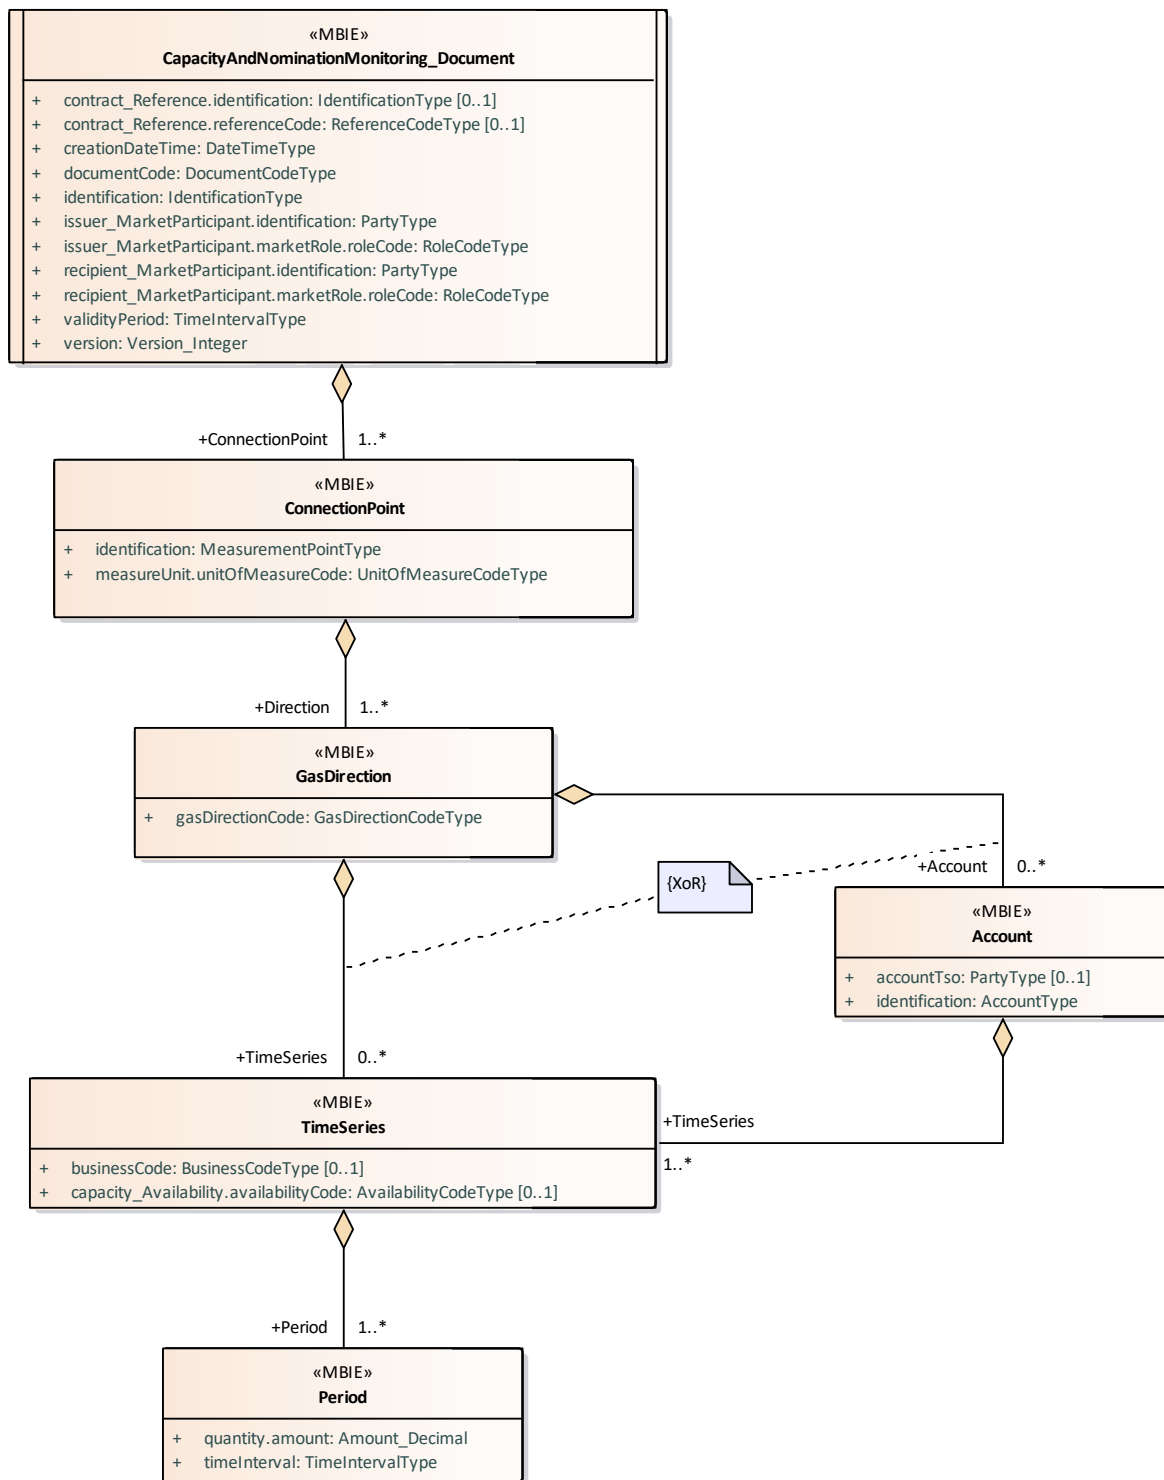 «MBIE»
CapacityAndNominationMonitoring_Document
+ contract_Reference.identification: IdentificationType [0..1]
+ contract_Reference.referenceCode: ReferenceCodeType [0..1]
+ creationDateTime: DateTimeType
+ documentCode: DocumentCodeType
+ identification: IdentificationType
+ issuer_MarketParticipant.identification: PartyType
+ issuer_MarketParticipant.marketRole.roleCode: RoleCodeType
+ recipient_MarketParticipant.identification: PartyType
+ recipient_MarketParticipant.marketRole.roleCode: RoleCodeType
+ validityPeriod: TimeIntervalType
+ version: Version_Integer
+ConnectionPoint 1..*
«MBIE»
ConnectionPoint
+ identification: MeasurementPointType
+ measureUnit.unitOfMeasureCode: UnitOfMeasureCodeType
+Direction 1..*
«MBIE»
GasDirection
+ gasDirectionCode: GasDirectionCodeType
{XoR}
+Account 0..*
«MBIE»
Account
+ accountTso: PartyType [0..1]
+ identification: AccountType
+TimeSeries 0..*
«MBIE»
TimeSeries
+ businessCode: BusinessCodeType [0..1]
+ capacity_Availability.availabilityCode: AvailabilityCodeType [0..1]
+TimeSeries
1..*
+Period 1..*
«MBIE»
Period
+ quantity.amount: Amount_Decimal
+ timeInterval: TimeIntervalType